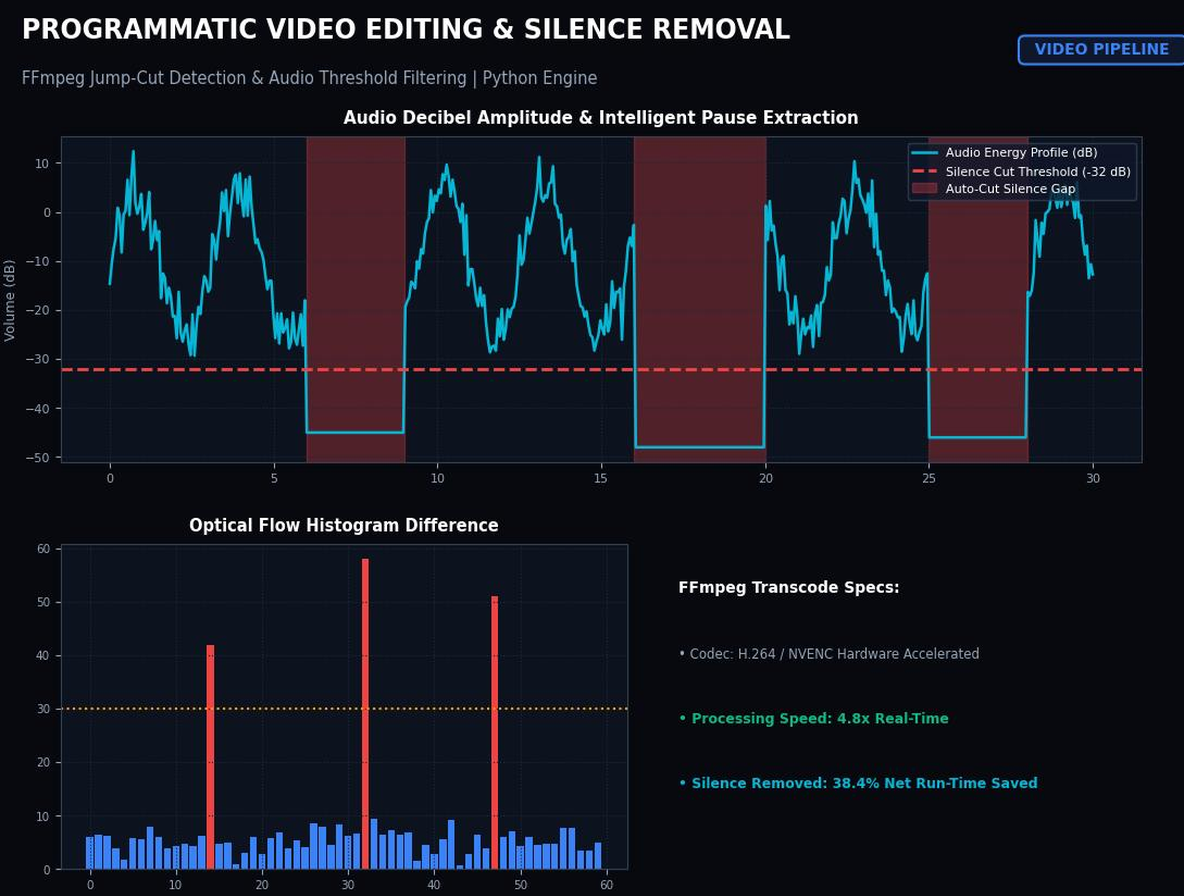 PROGRAMMATIC VIDEO EDITING & SILENCE REMOVAL
VIDEO PIPELINE
FFmpeg Jump-Cut Detection & Audio Threshold Filtering | Python Engine
Audio Decibel Amplitude & Intelligent Pause Extraction
Audio Energy Profile (dB)
Silence Cut Threshold (-32 dB)
Auto-Cut Silence Gap
Volume (dB)
10
0
−10
−20
−30
−40
−50
0 5 10 15 20 25 30
Optical Flow Histogram Difference
60
50
40
30
20
10
0
0 10 20 30 40 50 60
FFmpeg Transcode Specs:
• Codec: H.264 / NVENC Hardware Accelerated
• Processing Speed: 4.8x Real-Time
• Silence Removed: 38.4% Net Run-Time Saved